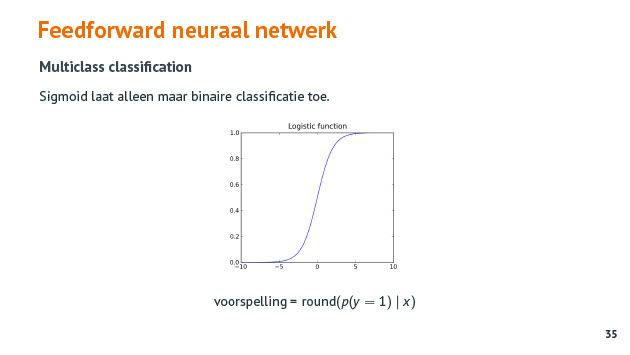 Feedforward neuraal netwerk
Multiclass classification
Sigmoid laat alleen maar binaire classificatie toe.
Logistic function
1.0
0.8
0.6
0.4
0.2
0.0
−10 −5 0 5 10
voorspelling = round(p(y = 1) | x)
35